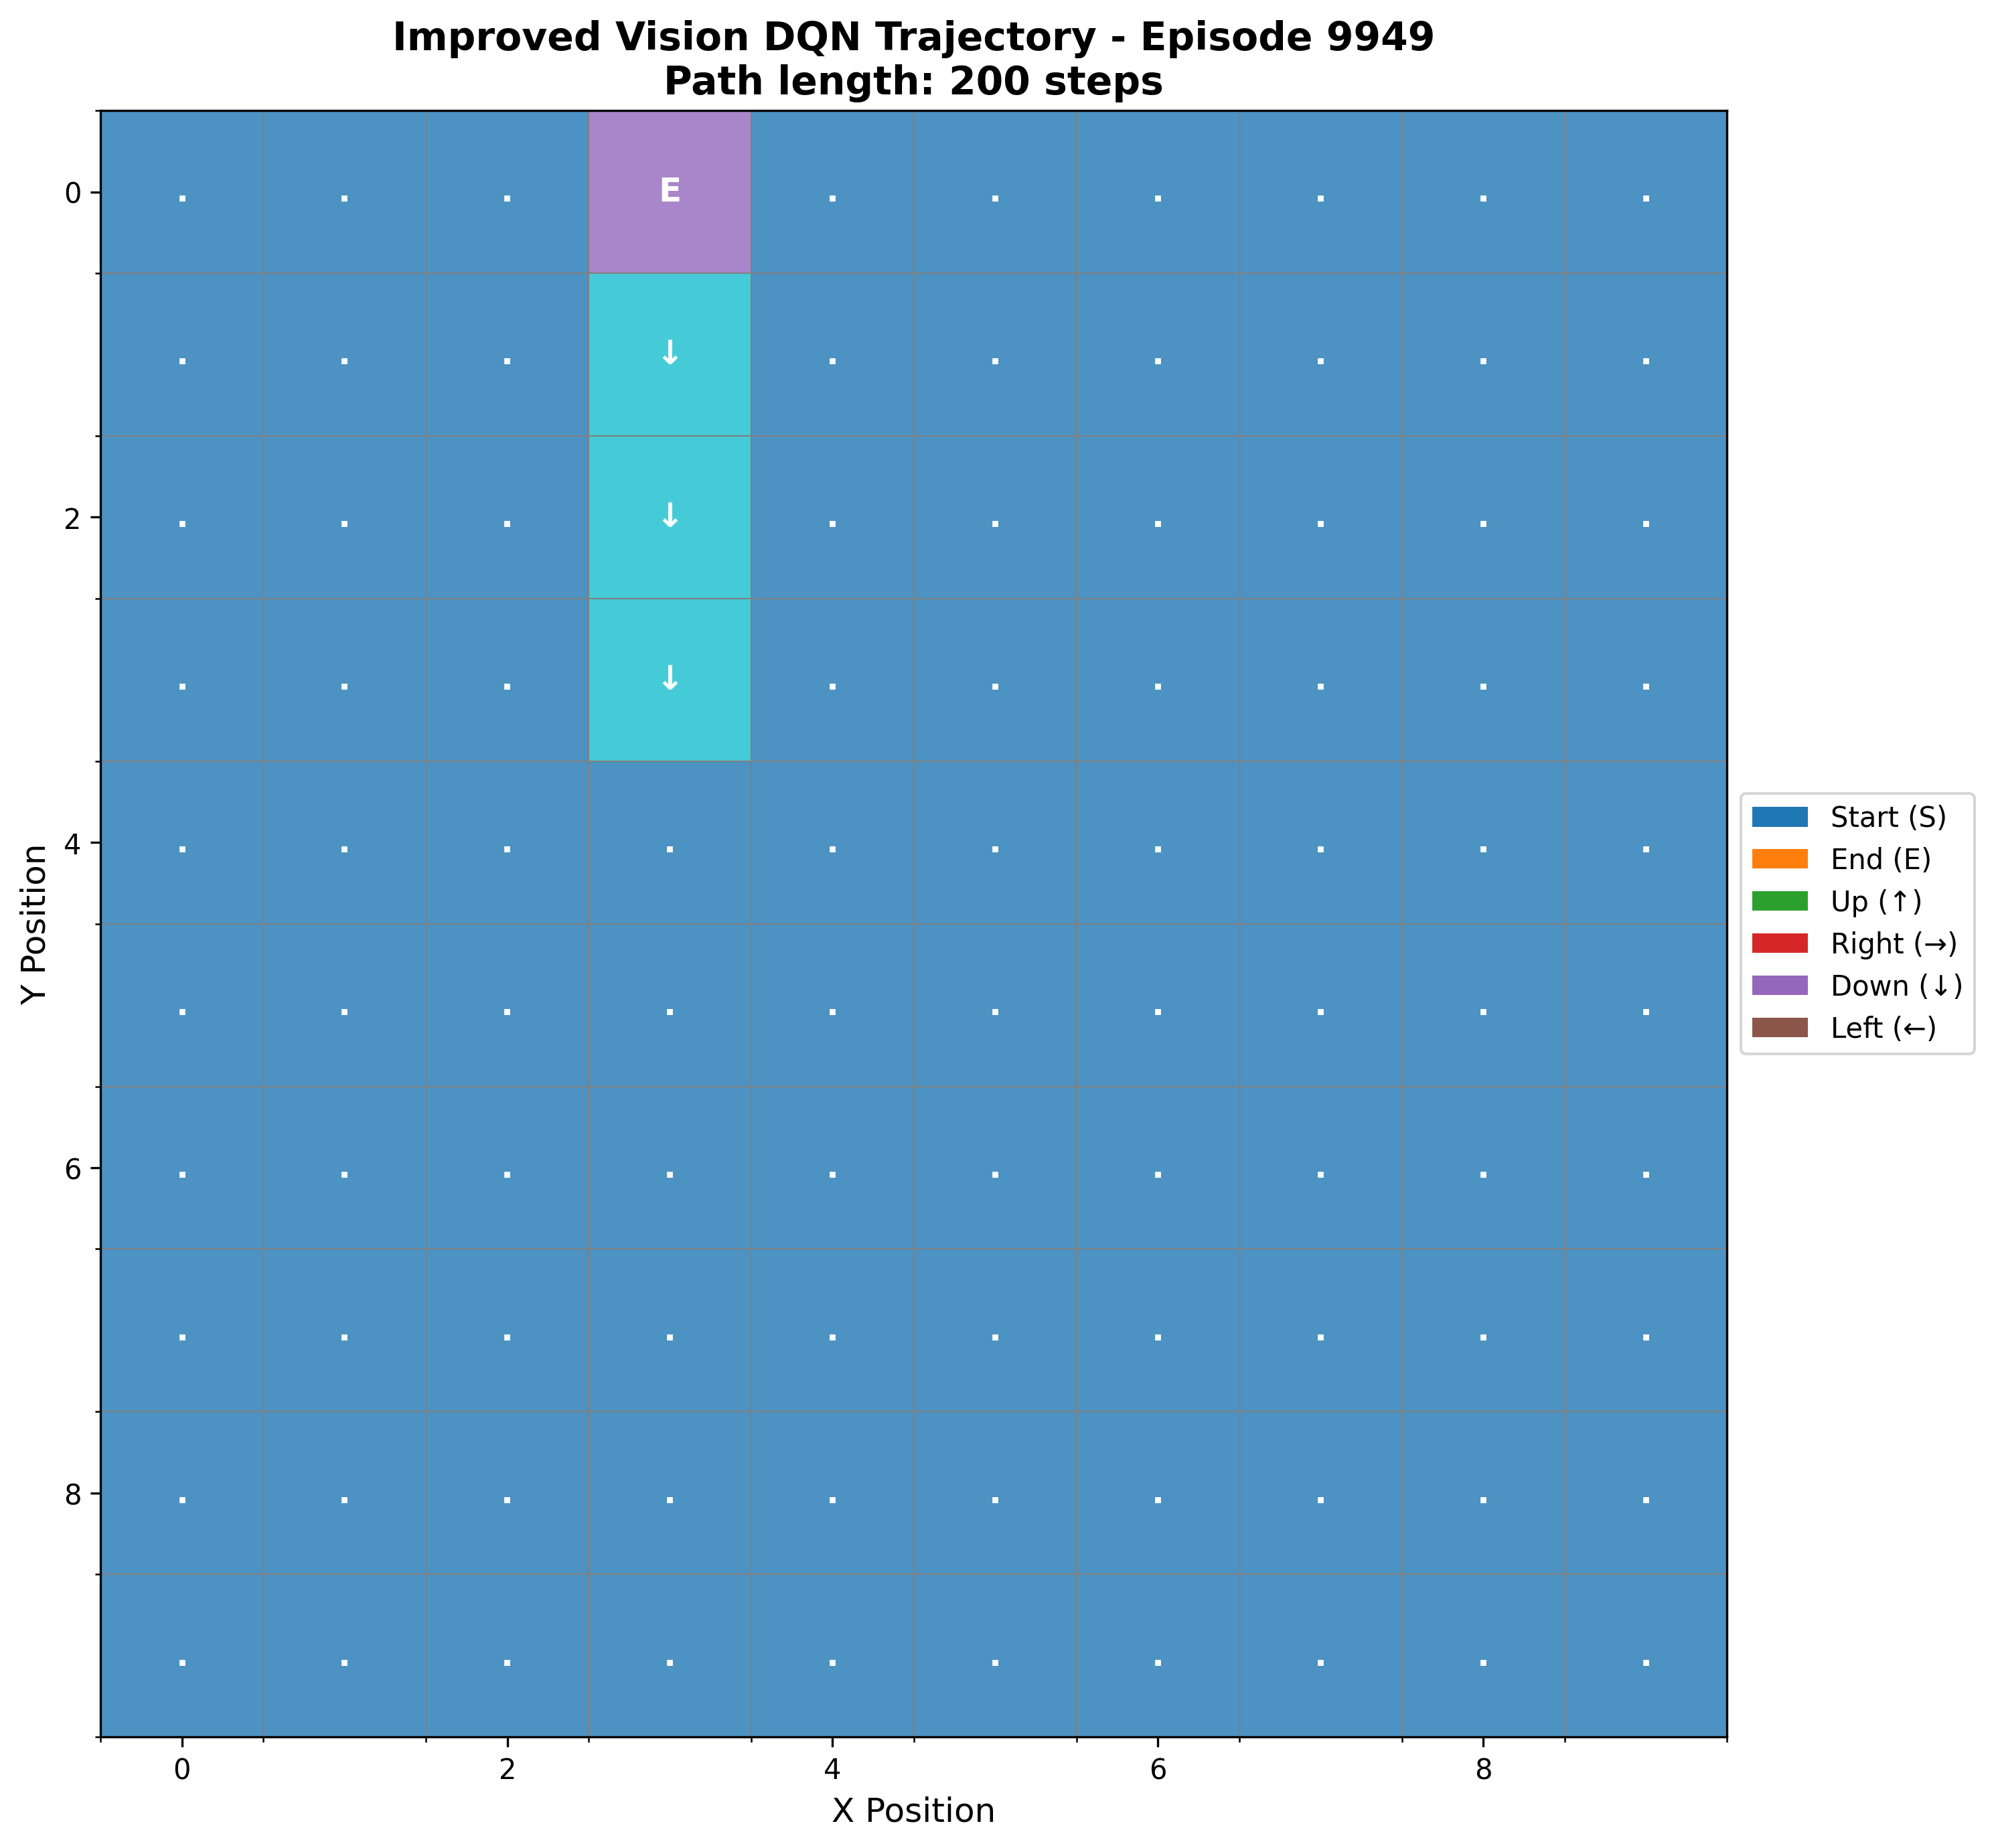 Improved Vision DQN Trajectory - Episode 9949
Path length: 200 steps
0 . . . E . . . . . .
. . . ↓ . . . . . .
2 . . . ↓ . . . . . .
. . . ↓ . . . . . .
4 . . . . . . . . . .
. . . . . . . . . .
6 . . . . . . . . . .
. . . . . . . . . .
8 . . . . . . . . . .
. . . . . . . . . .
0 2 4 6 8
X Position
Y Position
Start (S)
End (E)
Up (↑)
Right (→)
Down (↓)
Left (←)